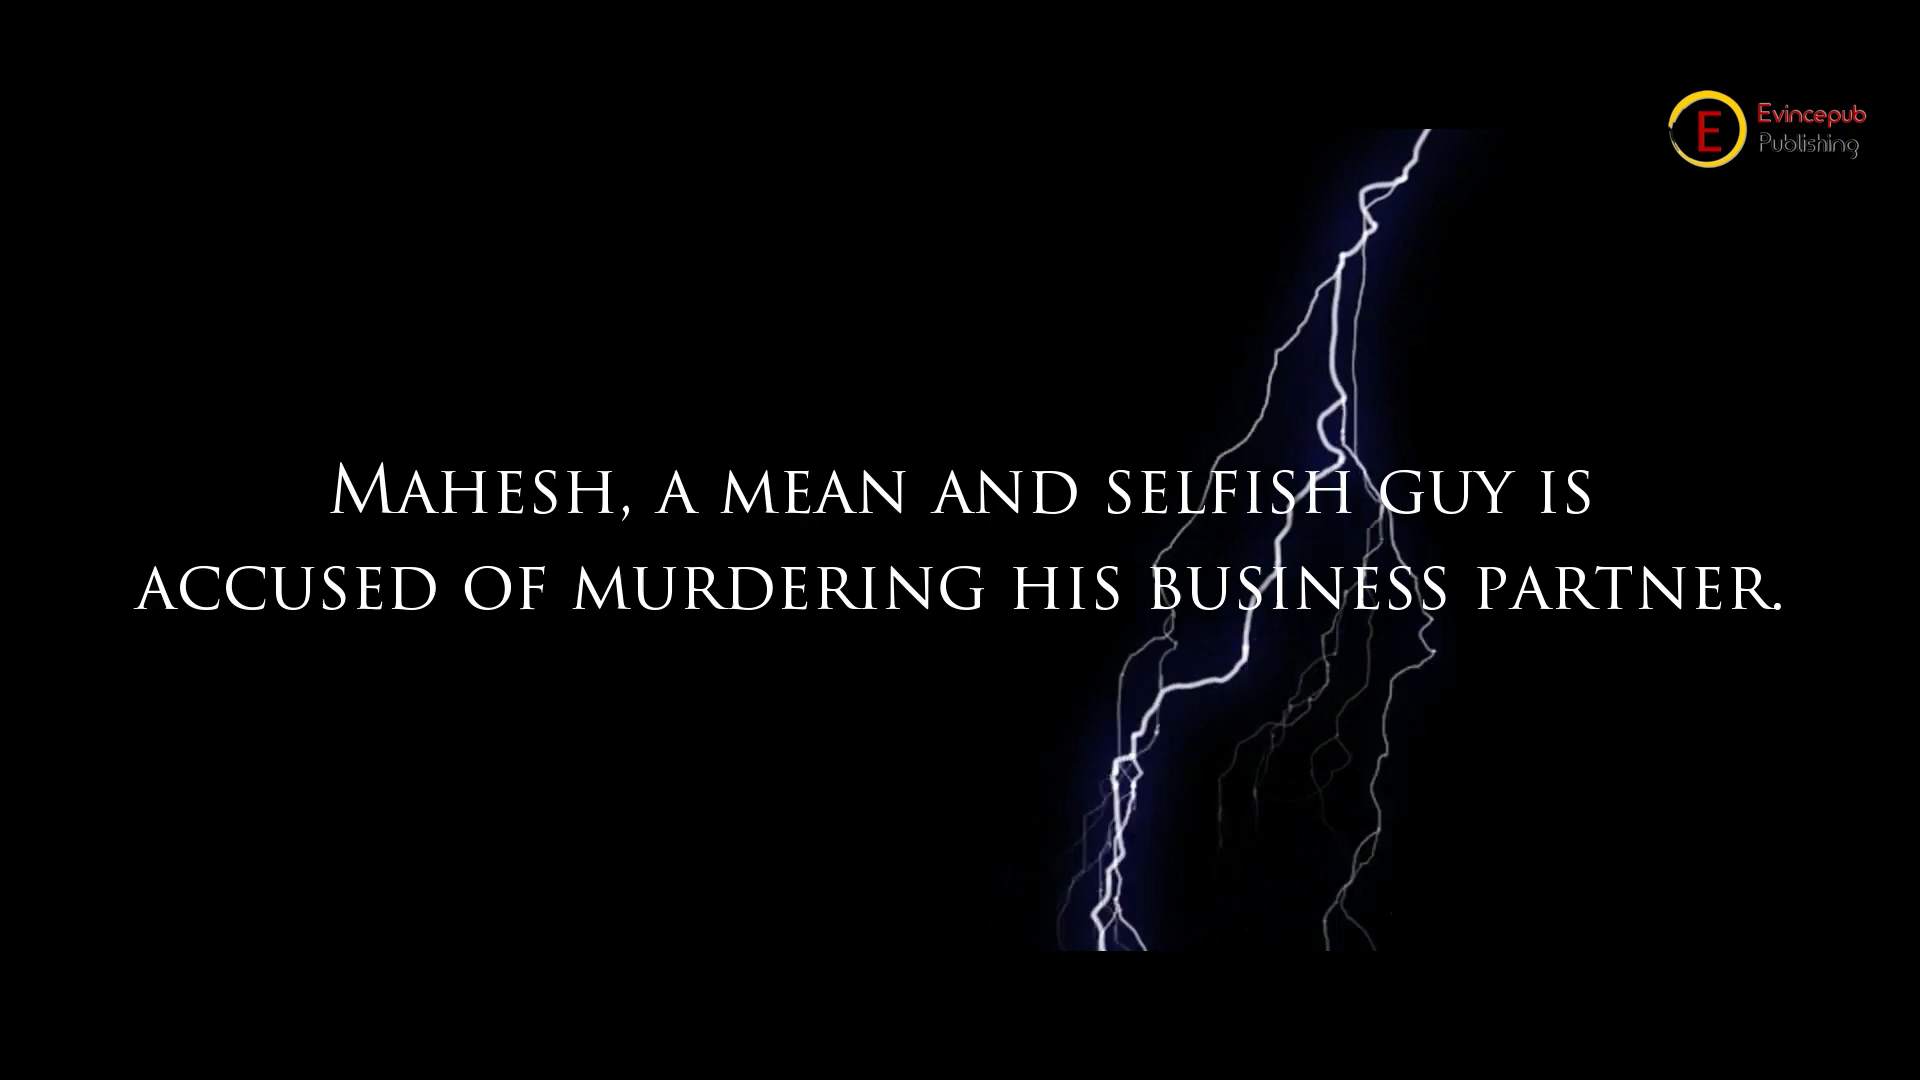 Evincepub
Publishing
E
Mahesh, a mean and selfish guy is
accused of murdering his business partner.